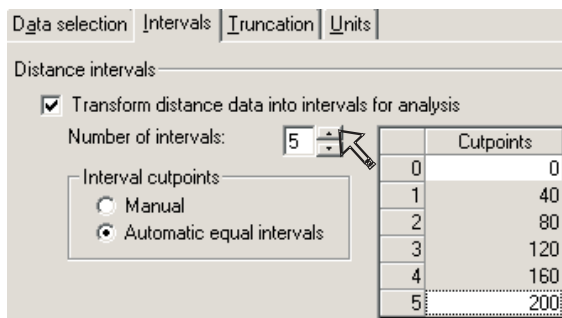 Data selection Intervals Truncation Units
Distance intervals
Transform distance data into intervals for analysis
Number of intervals: 5
Cutpoints
0 0
Interval cutpoints
1 40
Manual
2 80
Automatic equal intervals
3 120
4 160
5 200